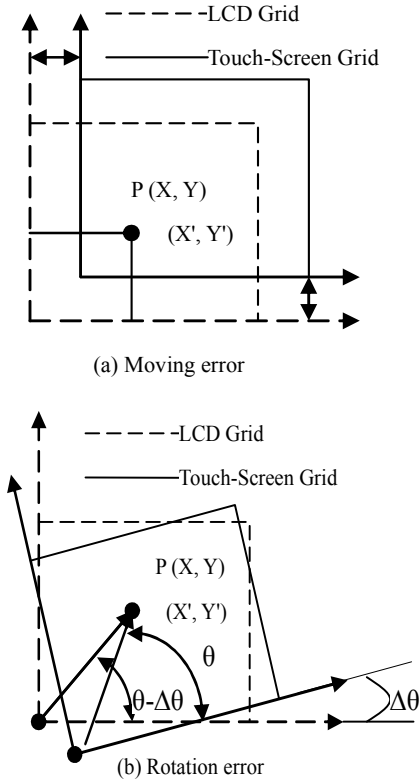 LCD Grid
Touch-Screen Grid
P (X, Y)
(X', Y')
(a) Moving error
LCD Grid
Touch-Screen Grid
P (X, Y)
(X', Y')
θ
θ-Δθ
Δθ
(b) Rotation error